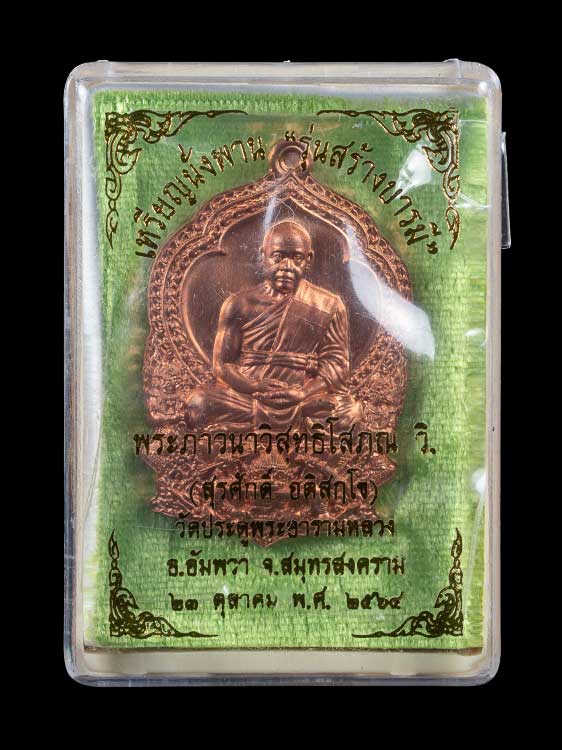 เหรียญนั่งพาน "รุ่นสร้างบารมี"
พระภาวนาวิสุทธิโสภณ วิ.
(สุรศักดิ์ อติสกฺโข)
วัดประดู่พระอารามหลวง
อ.อัมพวา จ.สมุทรสงคราม
๒๓ ตุลาคม พ.ศ. ๒๕๖๔